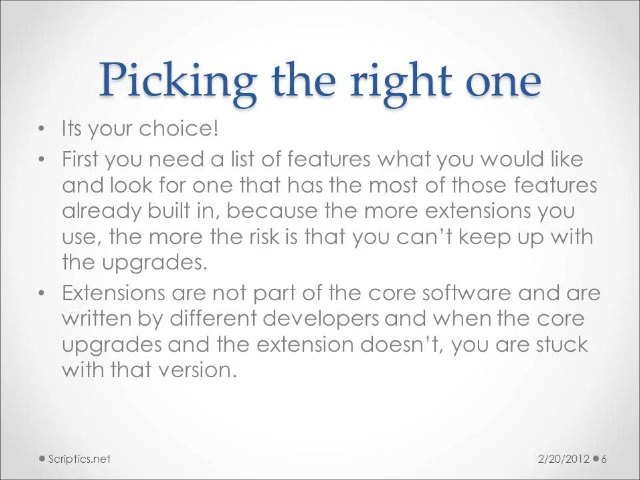 Picking the right one
• Its your choice!
• First you need a list of features what you would like
and look for one that has the most of those features
already built in, because the more extensions you
use, the more the risk is that you can’t keep up with
the upgrades.
• Extensions are not part of the core software and are
written by different developers and when the core
upgrades and the extension doesn’t, you are stuck
with that version.
Scriptics.net 2/20/2012 6